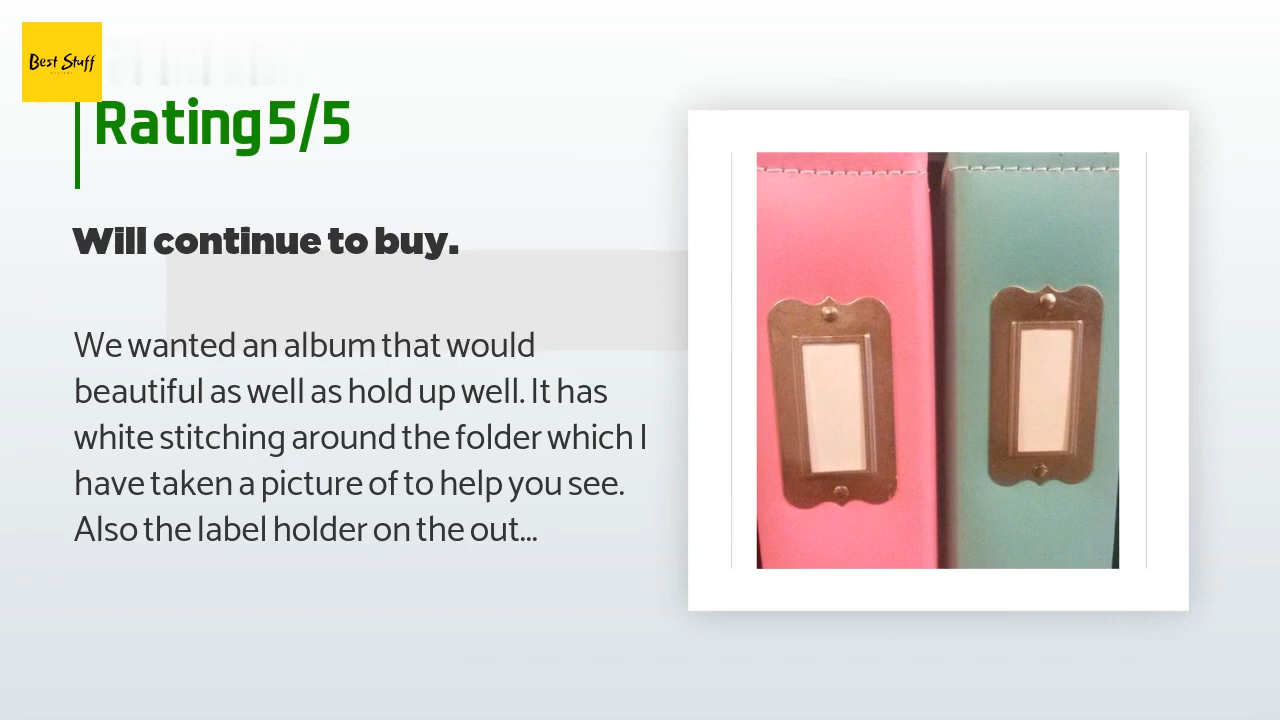 Best Stuff
Rating 5/5
Will continue to buy.
We wanted an album that would
beautiful as well as hold up well. It has
white stitching around the folder which I
have taken a picture of to help you see.
Also the label holder on the out...